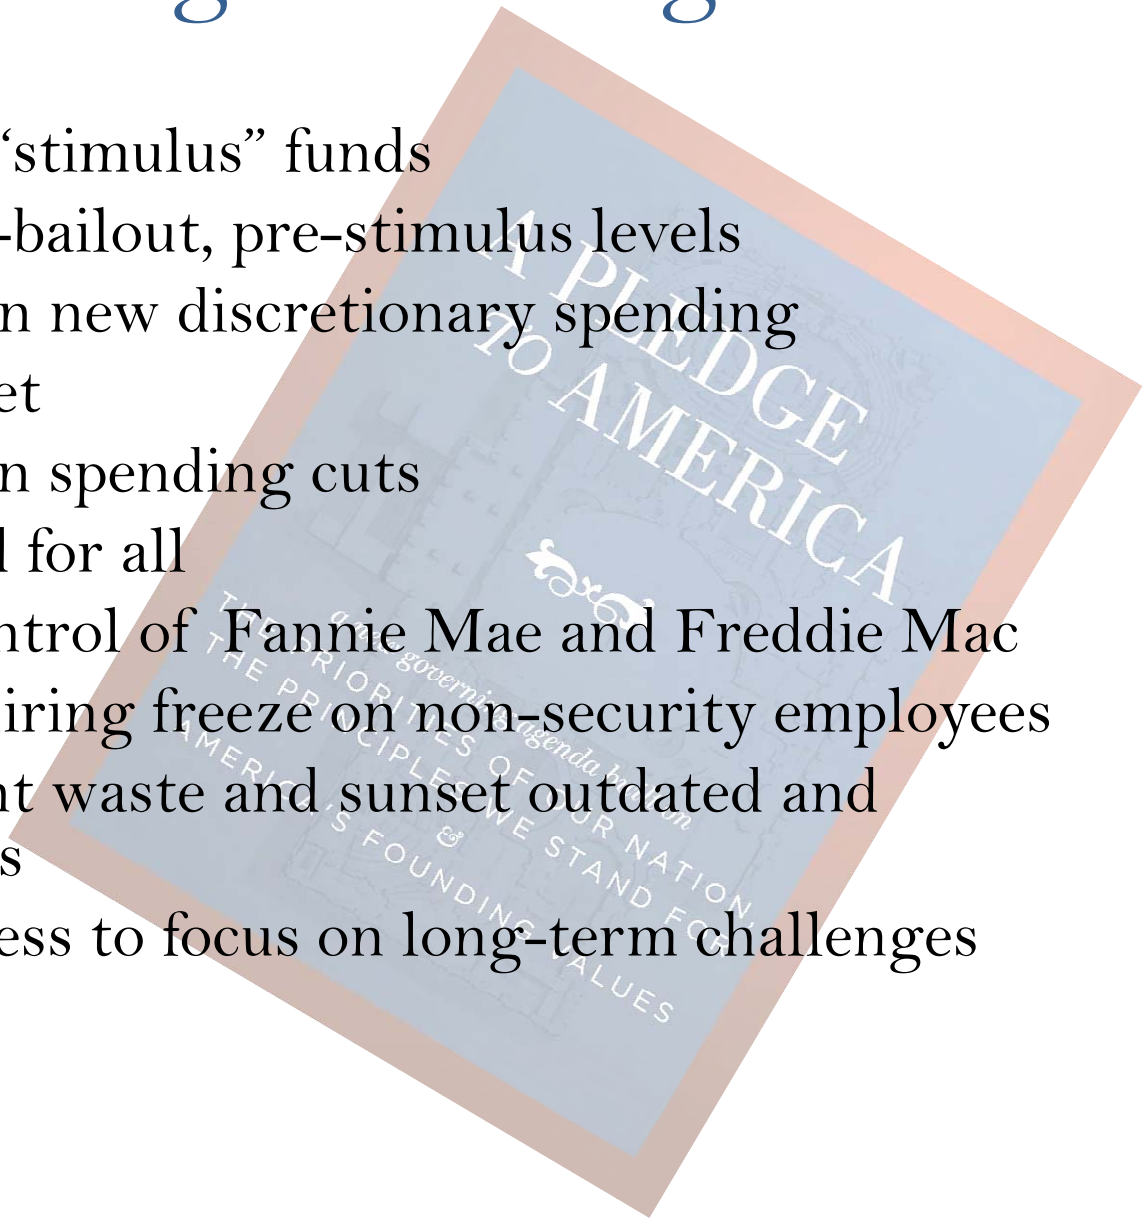 “stimulus” funds
-bailout, pre-stimulus levels
n new discretionary spending
et
n spending cuts
l for all
ntrol of Fannie Mae and Freddie Mac
iring freeze on non-security employees
nt waste and sunset outdated and
s
ess to focus on long-term challenges
A PLEDGE
TO AMERICA
a new governing agenda built on
THE PRIORITIES OF OUR NATION,
THE PRINCIPLES WE STAND FOR
&
AMERICA'S FOUNDING VALUES